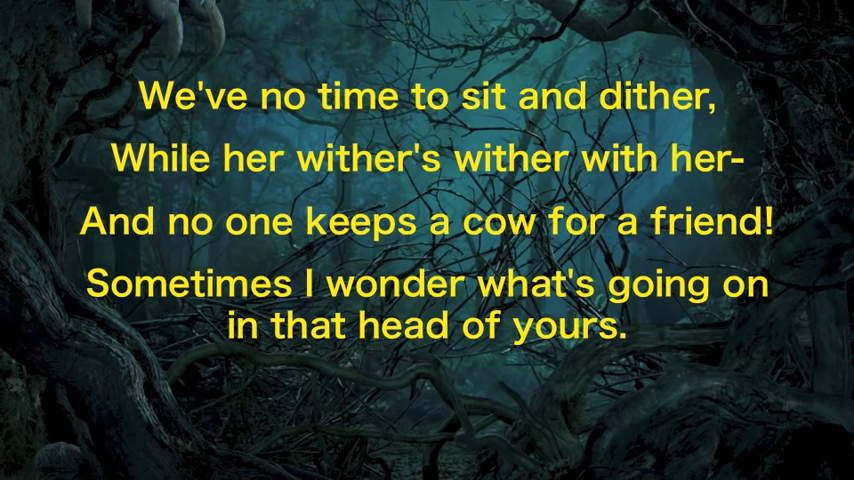 We've no time to sit and dither,
While her wither's wither with her-
And no one keeps a cow for a friend!
Sometimes I wonder what's going on
in that head of yours.